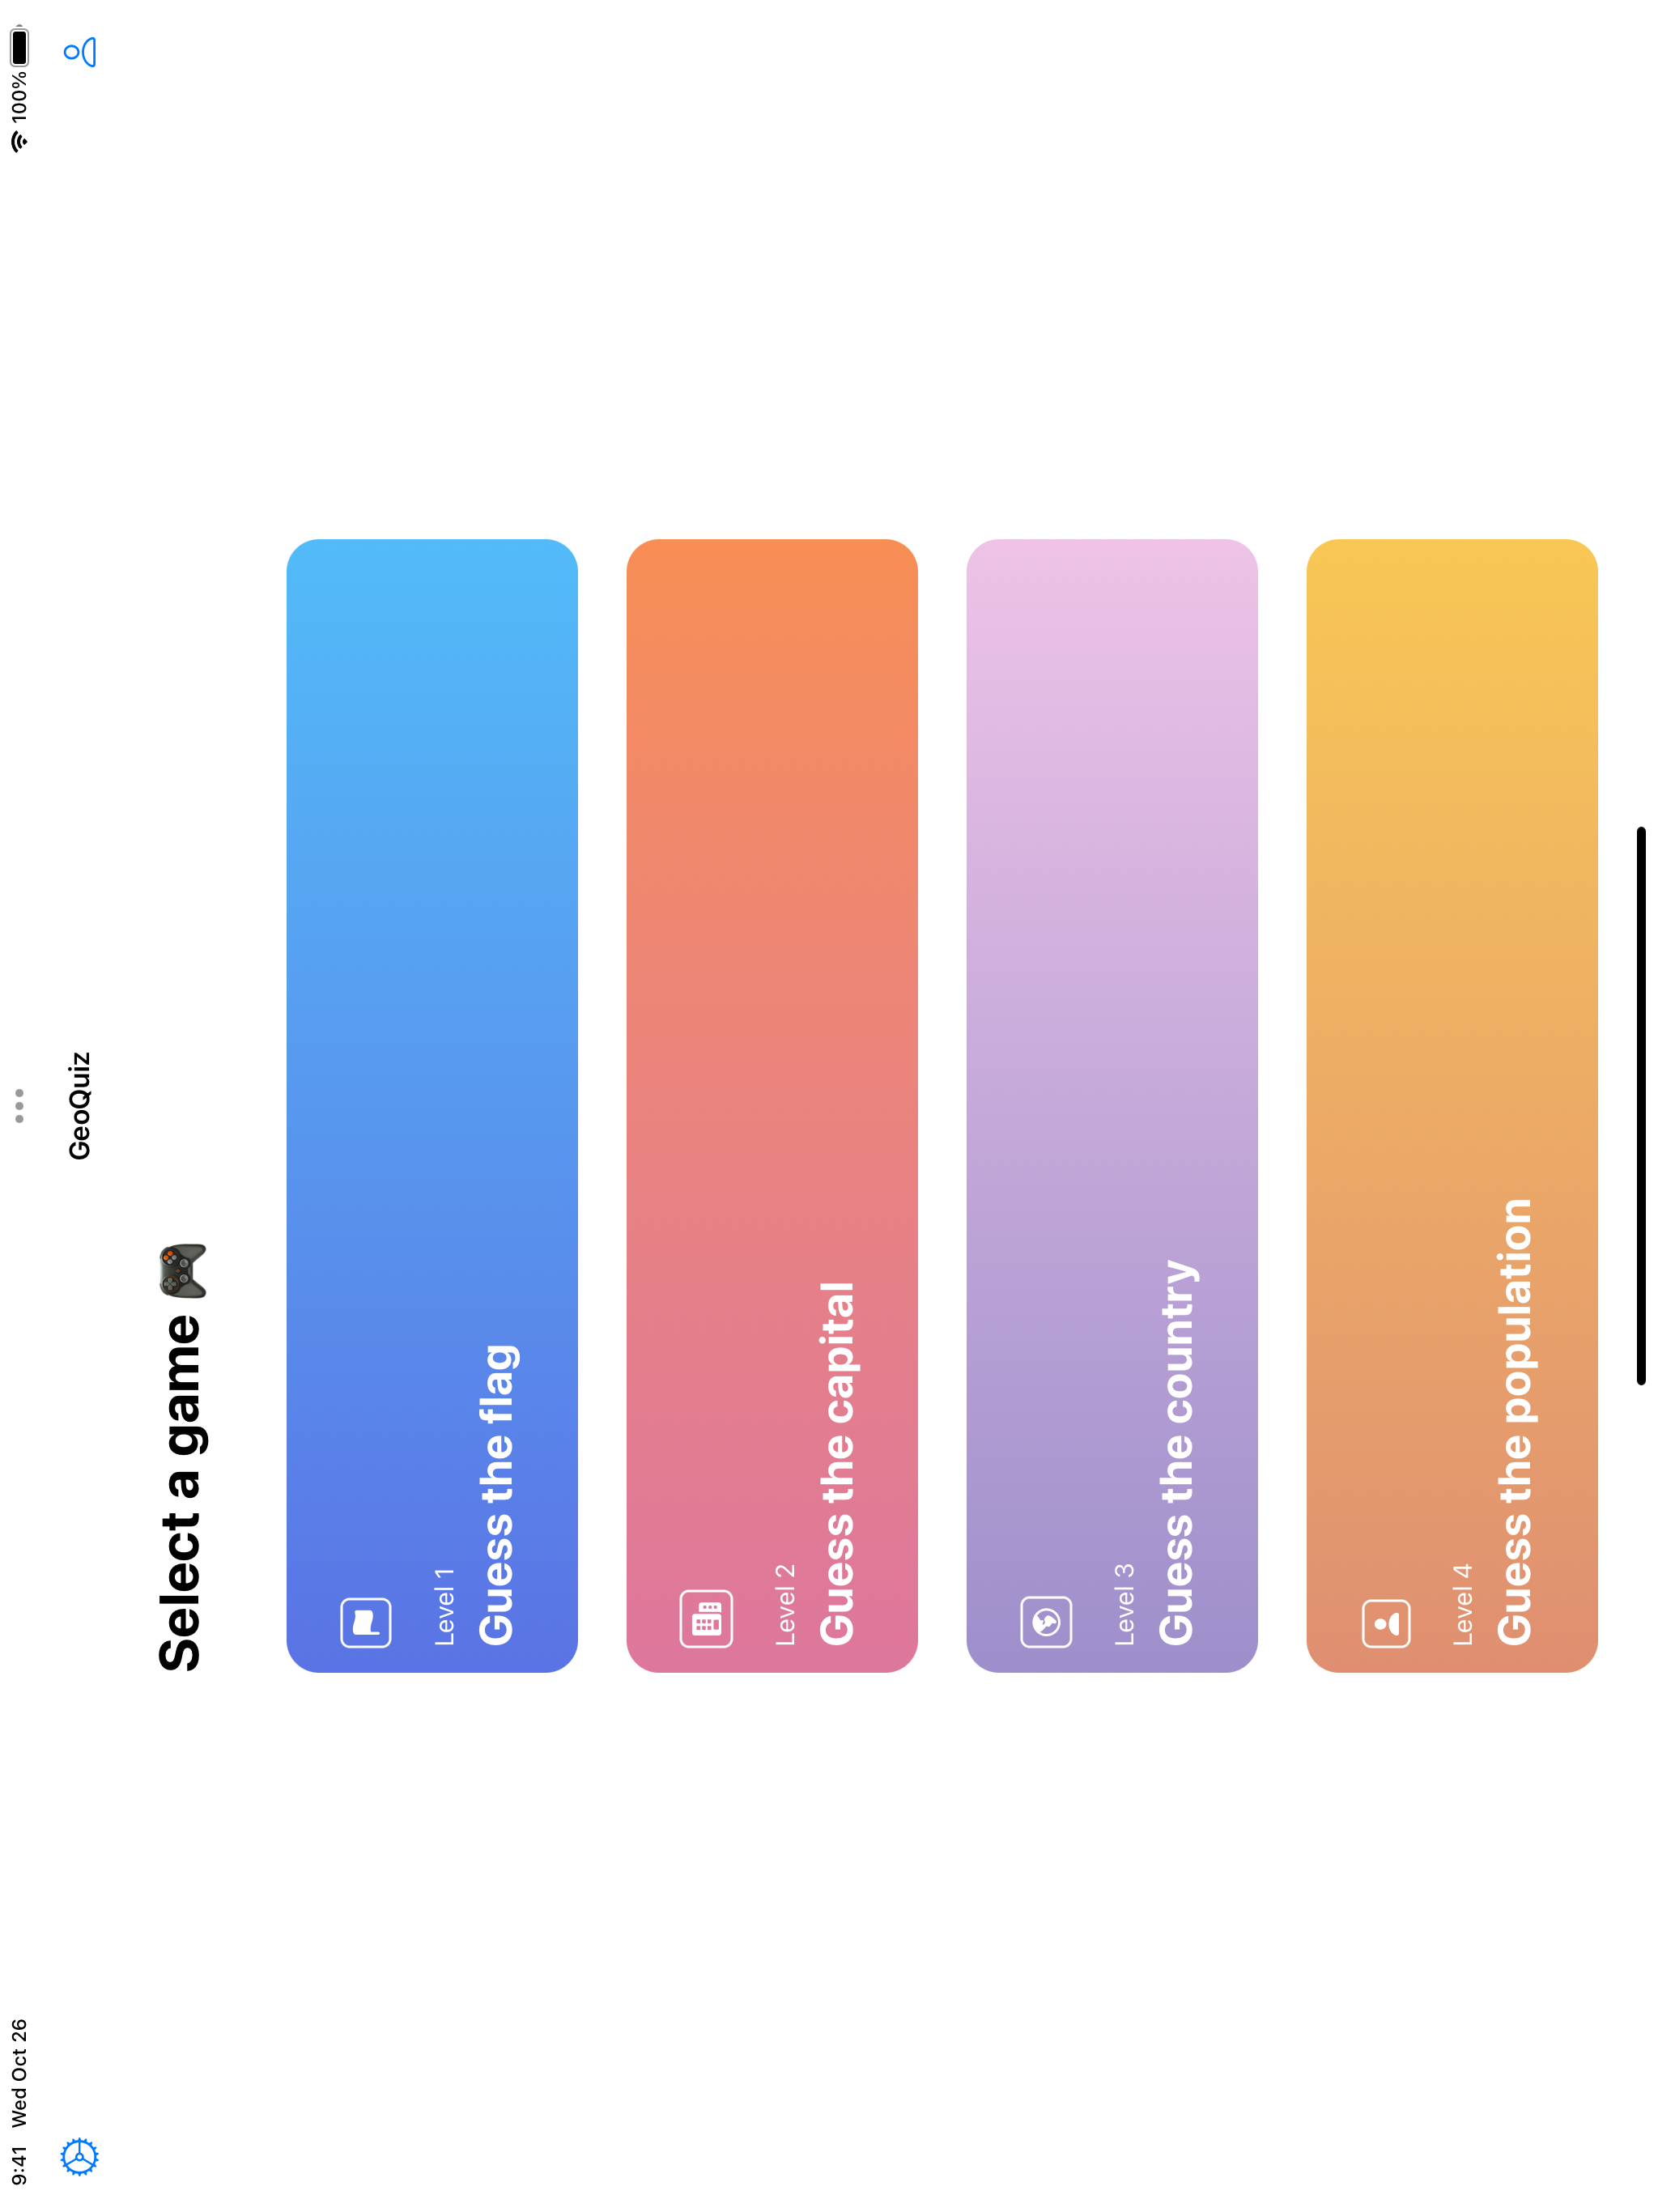 9:41 Wed Oct 26
100%
GeoQuiz
Select a game 🎮
Level 1
Guess the flag
Level 2
Guess the capital
Level 3
Guess the country
Level 4
Guess the population